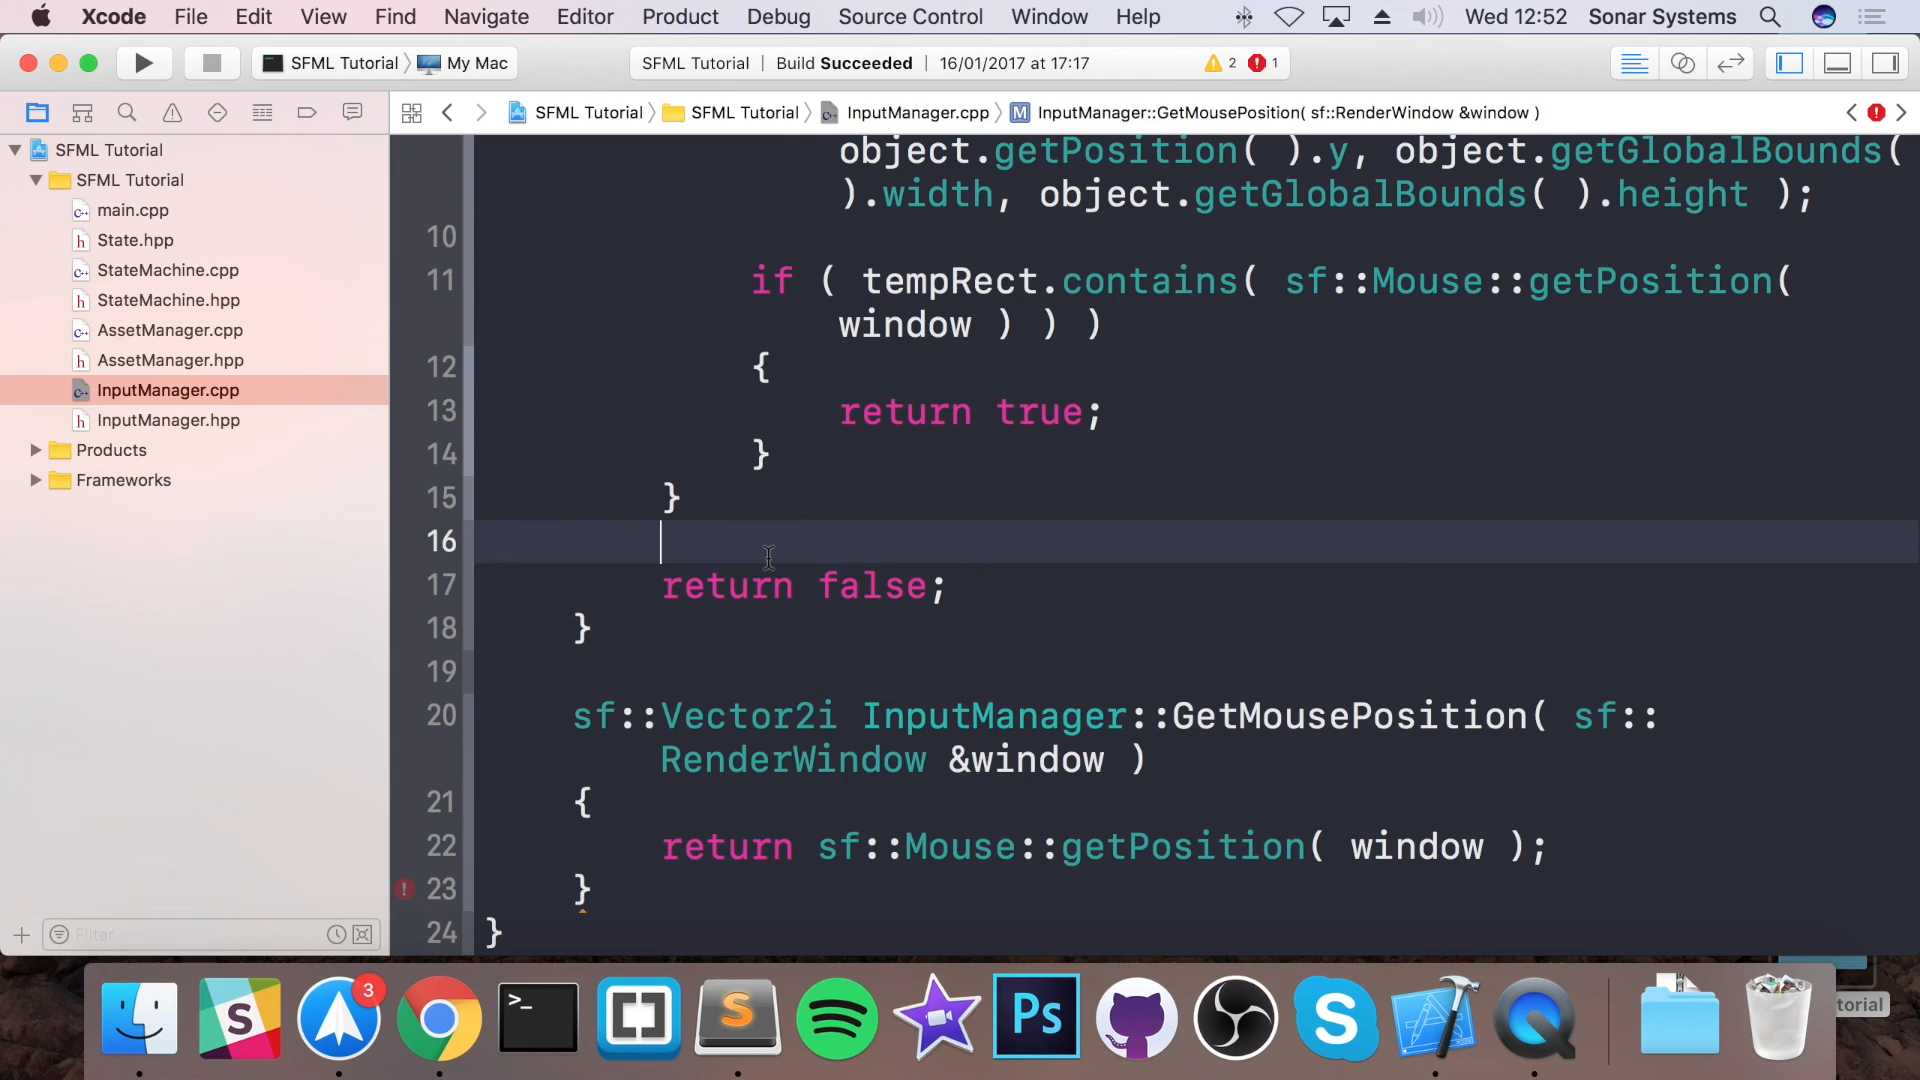 Xcode File Edit View Find Navigate Editor Product Debug Source Control Window Help Wed 12:52 Sonar Systems
SFML Tutorial My Mac SFML Tutorial | Build Succeeded | 16/01/2017 at 17:17 2 1
SFML Tutorial SFML Tutorial InputManager.cpp M InputManager::GetMousePosition( sf::RenderWindow &window )
SFML Tutorial
SFML Tutorial
main.cpp
State.hpp
StateMachine.cpp
StateMachine.hpp
AssetManager.cpp
AssetManager.hpp
InputManager.cpp
InputManager.hpp
Products
Frameworks
Filter
object.getPosition( ).y, object.getGlobalBounds(
).width, object.getGlobalBounds( ).height );
10
11 if ( tempRect.contains( sf::Mouse::getPosition(
window ) ) )
12 {
13 return true;
14 }
15 }
16
17 return false;
18 }
19
20 sf::Vector2i InputManager::GetMousePosition( sf::
RenderWindow &window )
21 {
22 return sf::Mouse::getPosition( window );
23 }
24 }
3
Ps
torial